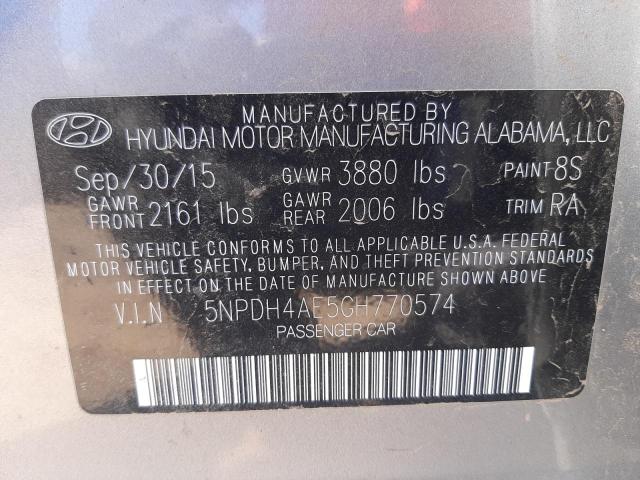 MANUFACTURED BY
HYUNDAI MOTOR MANUFACTURING ALABAMA, LLC
Sep/30/15 GVWR 3880 lbs PAINT 8S
GAWR FRONT 2161 lbs GAWR REAR 2006 lbs TRIM RA
THIS VEHICLE CONFORMS TO ALL APPLICABLE U.S.A. FEDERAL
MOTOR VEHICLE SAFETY, BUMPER, AND THEFT PREVENTION STANDARDS
IN EFFECT ON THE DATE OF MANUFACTURE SHOWN ABOVE
V.I.N 5NPDH4AE5GH770574
PASSENGER CAR